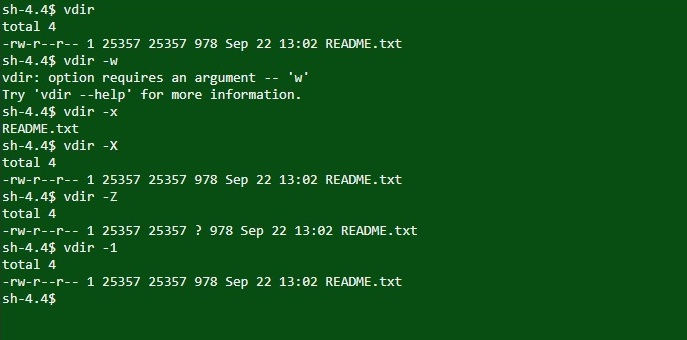 sh-4.4$ vdir
total 4
-rw-r--r-- 1 25357 25357 978 Sep 22 13:02 README.txt
sh-4.4$ vdir -w
vdir: option requires an argument -- 'w'
Try 'vdir --help' for more information.
sh-4.4$ vdir -x
README.txt
sh-4.4$ vdir -X
total 4
-rw-r--r-- 1 25357 25357 978 Sep 22 13:02 README.txt
sh-4.4$ vdir -Z
total 4
-rw-r--r-- 1 25357 25357 ? 978 Sep 22 13:02 README.txt
sh-4.4$ vdir -1
total 4
-rw-r--r-- 1 25357 25357 978 Sep 22 13:02 README.txt
sh-4.4$